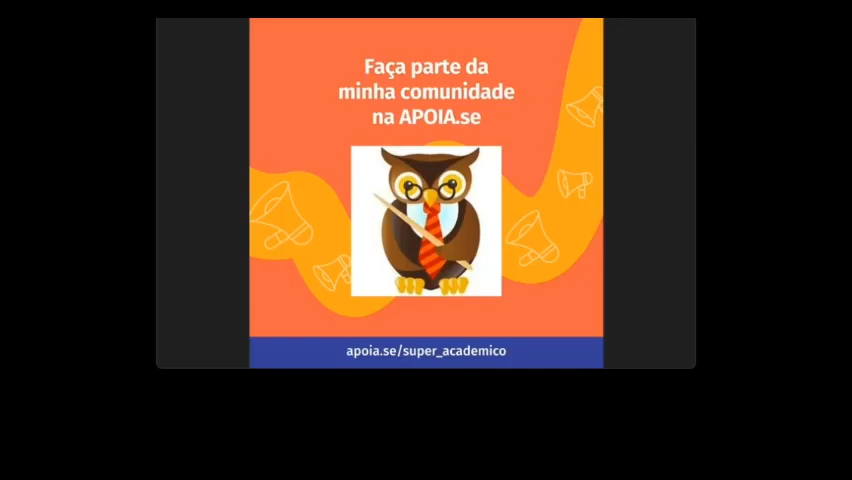 Faça parte da
minha comunidade
na APOIA.se
apoia.se/super_academico